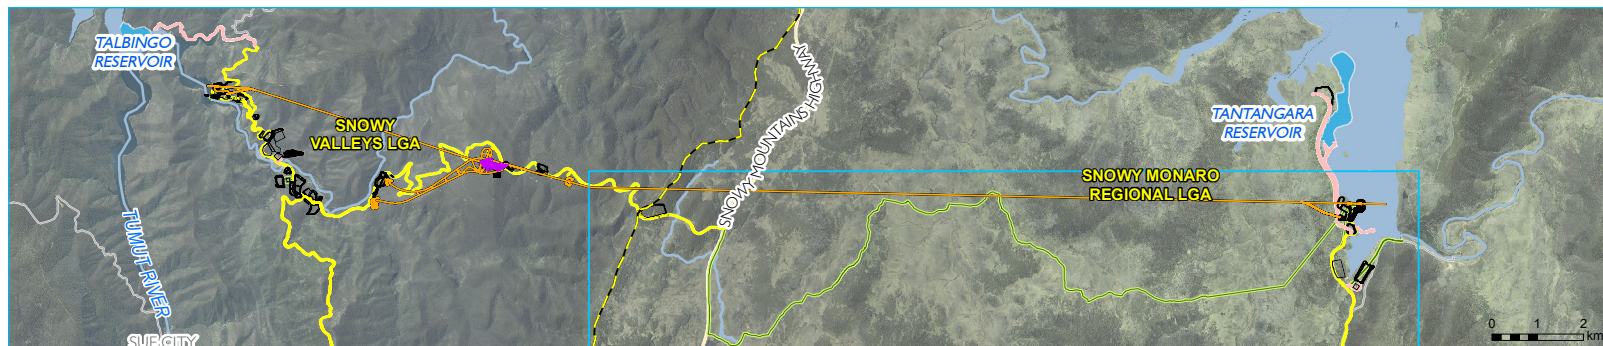 TALBINGO
RESERVOIR
SNOWY
VALLEYS LGA
TUMUT RIVER
SNOWY MOUNTAINS HIGHWAY
TANTANGARA
RESERVOIR
SNOWY MONARO
REGIONAL LGA
0 1 2
km